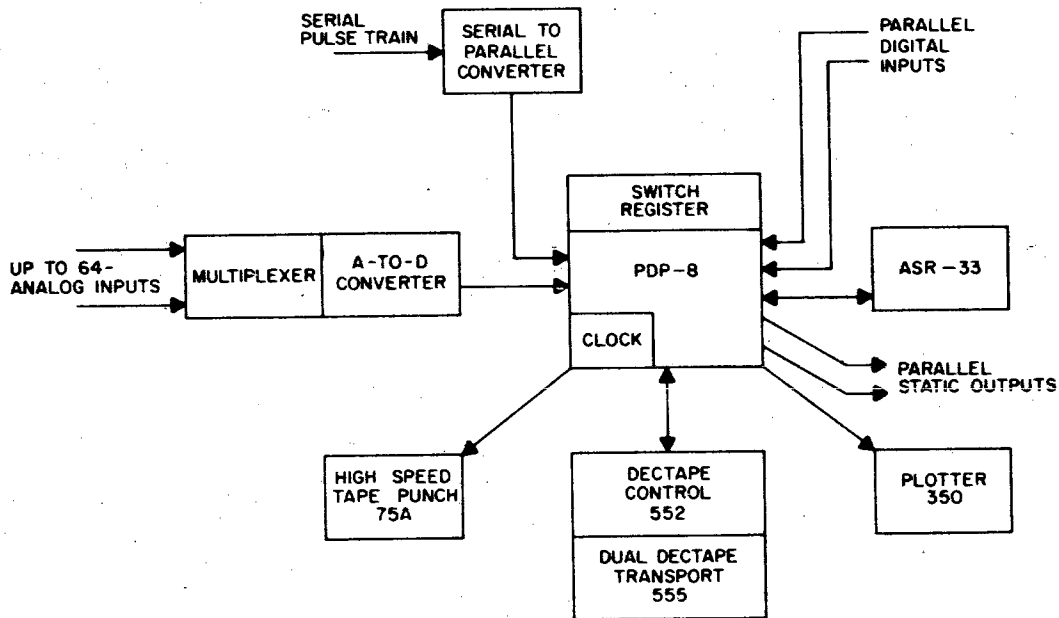 SERIAL
PULSE TRAIN
SERIAL TO
PARALLEL
CONVERTER
PARALLEL
DIGITAL
INPUTS
SWITCH
REGISTER
UP TO 64-
ANALOG INPUTS
MULTIPLEXER
A-TO-D
CONVERTER
PDP-8
ASR-33
CLOCK
PARALLEL
STATIC OUTPUTS
HIGH SPEED
TAPE PUNCH
75A
DECTAPE
CONTROL
552
DUAL DECTAPE
TRANSPORT
555
PLOTTER
350